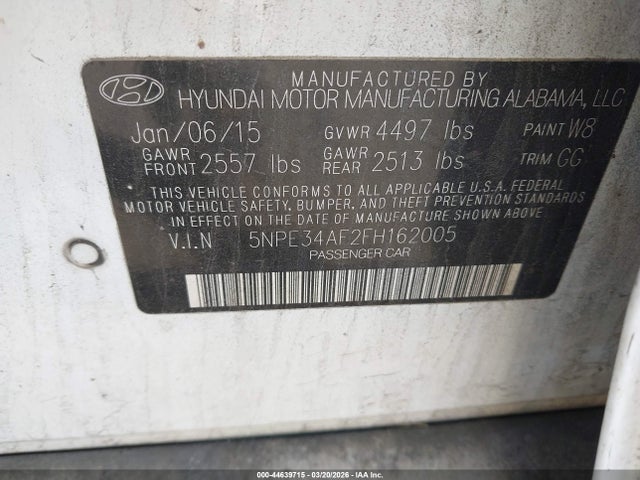 MANUFACTURED BY
HYUNDAI MOTOR MANUFACTURING ALABAMA, LLC
Jan/06/15 GVWR 4497 lbs PAINT W8
GAWR FRONT 2557 lbs GAWR REAR 2513 lbs TRIM GC
THIS VEHICLE CONFORMS TO ALL APPLICABLE U.S.A. FEDERAL
MOTOR VEHICLE SAFETY, BUMPER, AND THEFT PREVENTION STANDARDS
IN EFFECT ON THE DATE OF MANUFACTURE SHOWN ABOVE
V.I.N 5NPE34AF2FH162005
PASSENGER CAR
000-44639715 - 03/20/2026 - IAA Inc.